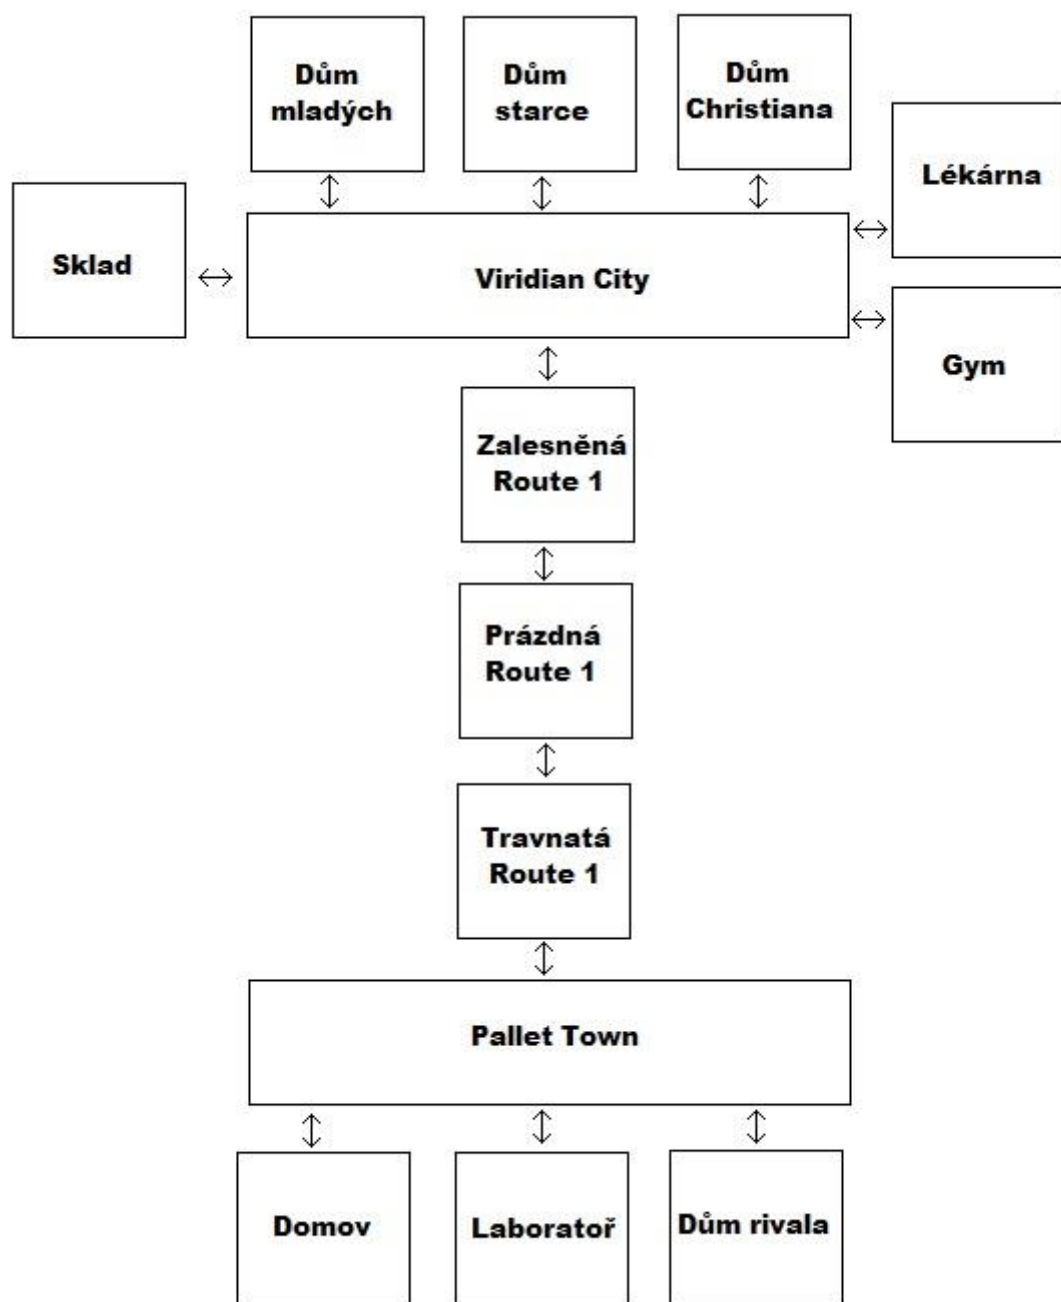 Dům
mladých
Dům
starce
Dům
Christiana
Lékárna
Sklad
Viridian City
Gym
Zalesněná
Route 1
Prázdná
Route 1
Travnatá
Route 1
Pallet Town
Domov
Laboratoř
Dům rivala